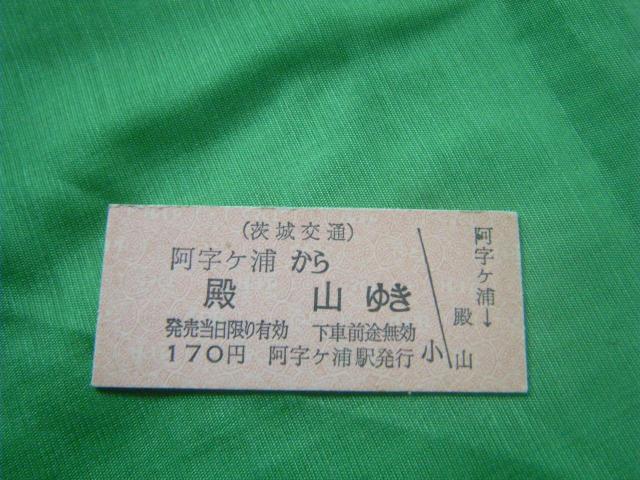 （茨城交通）
阿字ヶ浦から
殿 山ゆき
発売当日限り有効 下車前途無効
170円 阿字ヶ浦駅発行
小
阿字ヶ浦→
殿山